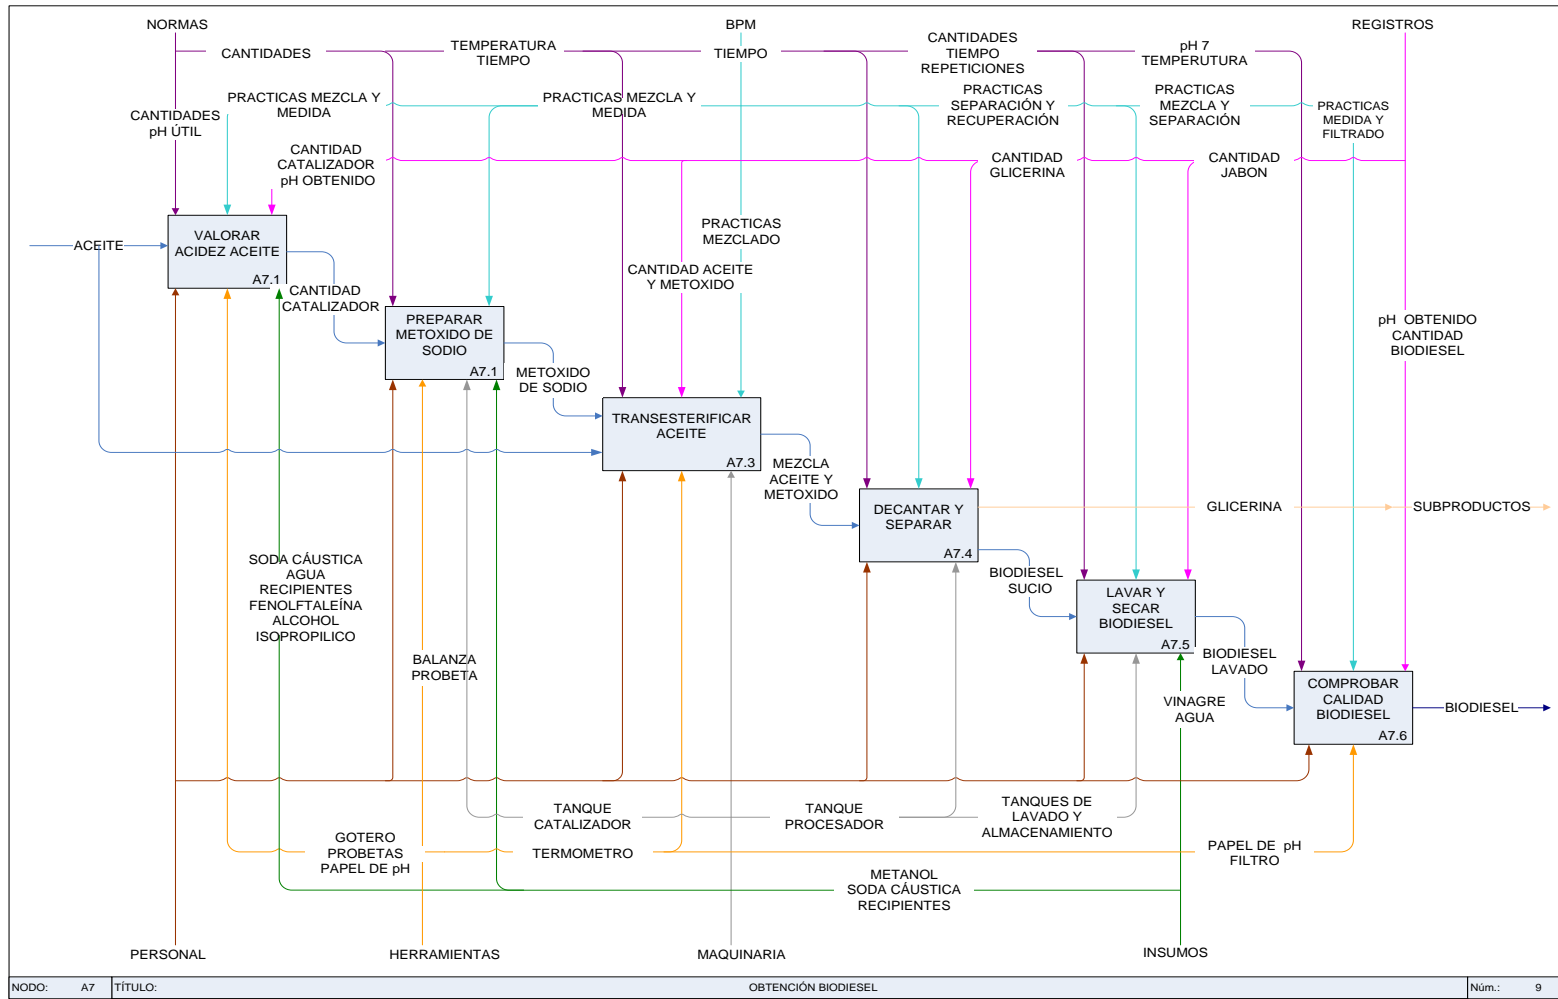 NORMAS
BPM
REGISTROS
CANTIDADES
TEMPERATURA
TIEMPO
TIEMPO
CANTIDADES
TIEMPO
REPETICIONES
pH 7
TEMPERUTURA
CANTIDADES
pH ÚTIL
PRACTICAS MEZCLA Y
MEDIDA
PRACTICAS MEZCLA Y
MEDIDA
PRACTICAS
SEPARACIÓN Y
RECUPERACIÓN
PRACTICAS
MEZCLA Y
SEPARACIÓN
PRACTICAS
MEDIDA Y
FILTRADO
CANTIDAD
CATALIZADOR
pH OBTENIDO
CANTIDAD
GLICERINA
CANTIDAD
JABON
ACEITE
VALORAR
ACIDEZ ACEITE
A7.1
PRACTICAS
MEZCLADO
CANTIDAD ACEITE
Y METOXIDO
CANTIDAD
CATALIZADOR
PREPARAR
METOXIDO DE
SODIO
A7.1
pH OBTENIDO
CANTIDAD
BIODIESEL
METOXIDO
DE SODIO
TRANSESTERIFICAR
ACEITE
A7.3
MEZCLA
ACEITE Y
METOXIDO
DECANTAR Y
SEPARAR
A7.4
GLICERINA
SUBPRODUCTOS
SODA CÁUSTICA
AGUA
RECIPIENTES
FENOLFTALEÍNA
ALCOHOL
ISOPROPILICO
BIODIESEL
SUCIO
LAVAR Y
SECAR
BIODIESEL
A7.5
BALANZA
PROBETA
BIODIESEL
LAVADO
VINAGRE
AGUA
COMPROBAR
CALIDAD
BIODIESEL
A7.6
BIODIESEL
TANQUE
CATALIZADOR
TANQUE
PROCESADOR
TANQUES DE
LAVADO Y
ALMACENAMIENTO
GOTERO
PROBETAS
PAPEL DE pH
TERMOMETRO
PAPEL DE pH
FILTRO
METANOL
SODA CÁUSTICA
RECIPIENTES
PERSONAL
HERRAMIENTAS
MAQUINARIA
INSUMOS
NODO: A7
TÍTULO:
OBTENCIÓN BIODIESEL
Núm.: 9